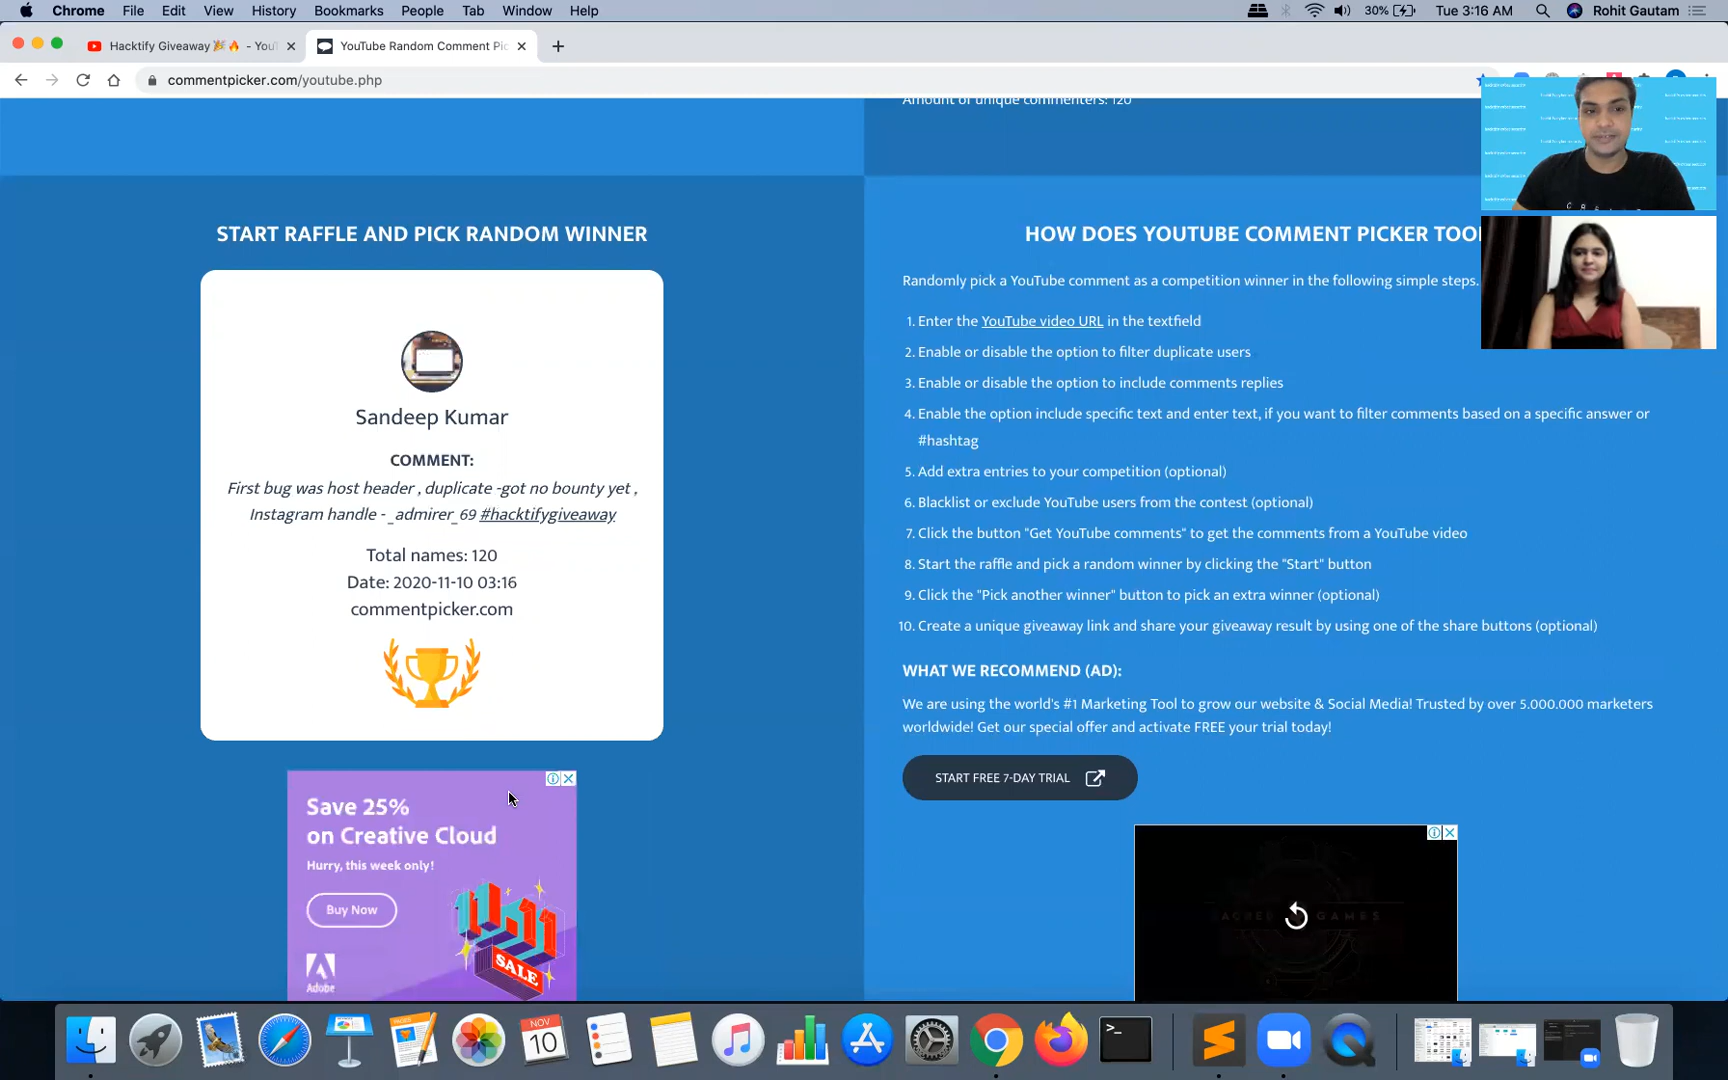 Chrome File Edit View History Bookmarks People Tab Window Help
30% Tue 3:16 AM Rohit Gautam
Hacktify Giveaway🎉🔥 - YouT
YouTube Random Comment Pic
commentpicker.com/youtube.php
Amount of unique commenters: 120
START RAFFLE AND PICK RANDOM WINNER
Sandeep Kumar
COMMENT:
First bug was host header , duplicate -got no bounty yet ,
Instagram handle - _admirer_69 #hacktifygiveaway
Total names: 120
Date: 2020-11-10 03:16
commentpicker.com
Save 25%
on Creative Cloud
Hurry, this week only!
Buy Now
11.11
SALE
Adobe
HOW DOES YOUTUBE COMMENT PICKER TOO
Randomly pick a YouTube comment as a competition winner in the following simple steps.
1. Enter the YouTube video URL in the textfield
2. Enable or disable the option to filter duplicate users
3. Enable or disable the option to include comments replies
4. Enable the option include specific text and enter text, if you want to filter comments based on a specific answer or
#hashtag
5. Add extra entries to your competition (optional)
6. Blacklist or exclude YouTube users from the contest (optional)
7. Click the button "Get YouTube comments" to get the comments from a YouTube video
8. Start the raffle and pick a random winner by clicking the "Start" button
9. Click the "Pick another winner" button to pick an extra winner (optional)
10. Create a unique giveaway link and share your giveaway result by using one of the share buttons (optional)
WHAT WE RECOMMEND (AD):
We are using the world's #1 Marketing Tool to grow our website & Social Media! Trusted by over 5.000.000 marketers
worldwide! Get our special offer and activate FREE your trial today!
START FREE 7-DAY TRIAL
GAMES
NOV
10